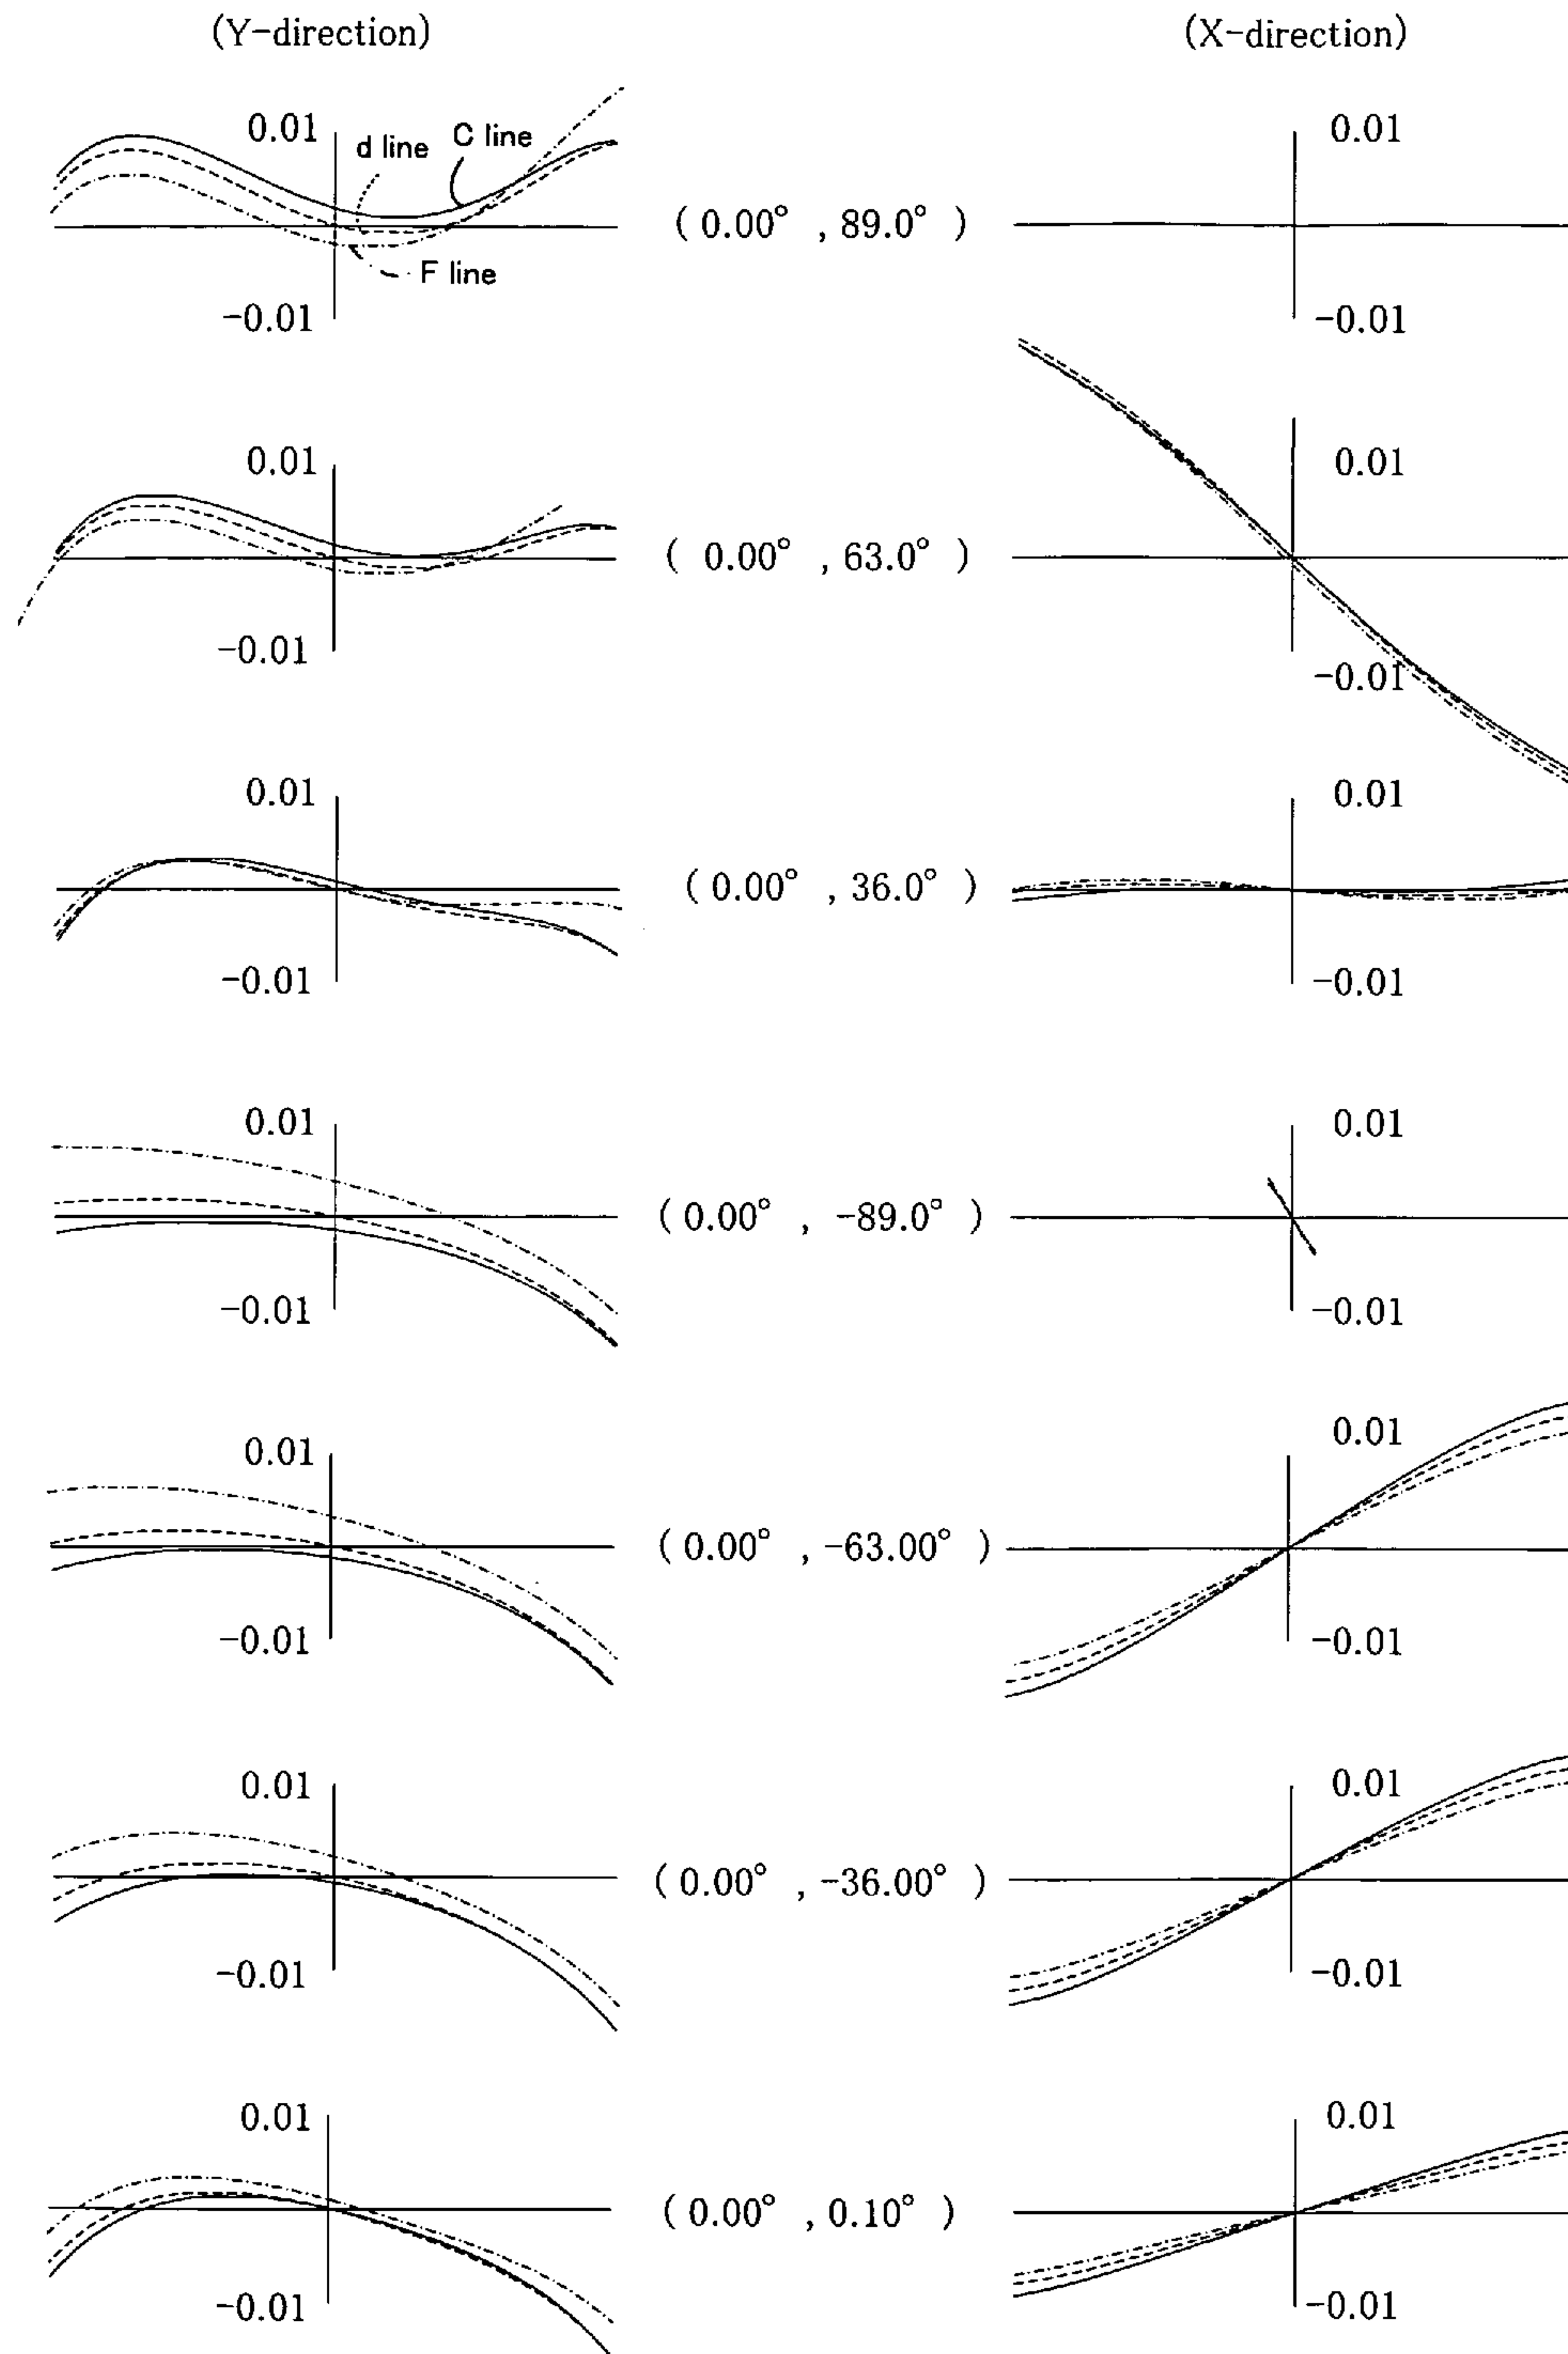 (Y-direction) (X-direction)
0.01 d line C line 0.01
( 0.00° , 89.0° )
F line
-0.01 -0.01
0.01 0.01
( 0.00° , 63.0° )
-0.01 -0.01
0.01 0.01
( 0.00° , 36.0° )
-0.01 -0.01
0.01 0.01
( 0.00° , -89.0° )
-0.01 -0.01
0.01 0.01
( 0.00° , -63.00° )
-0.01 -0.01
0.01 0.01
( 0.00° , -36.00° )
-0.01 -0.01
0.01 0.01
( 0.00° , 0.10° )
-0.01 -0.01